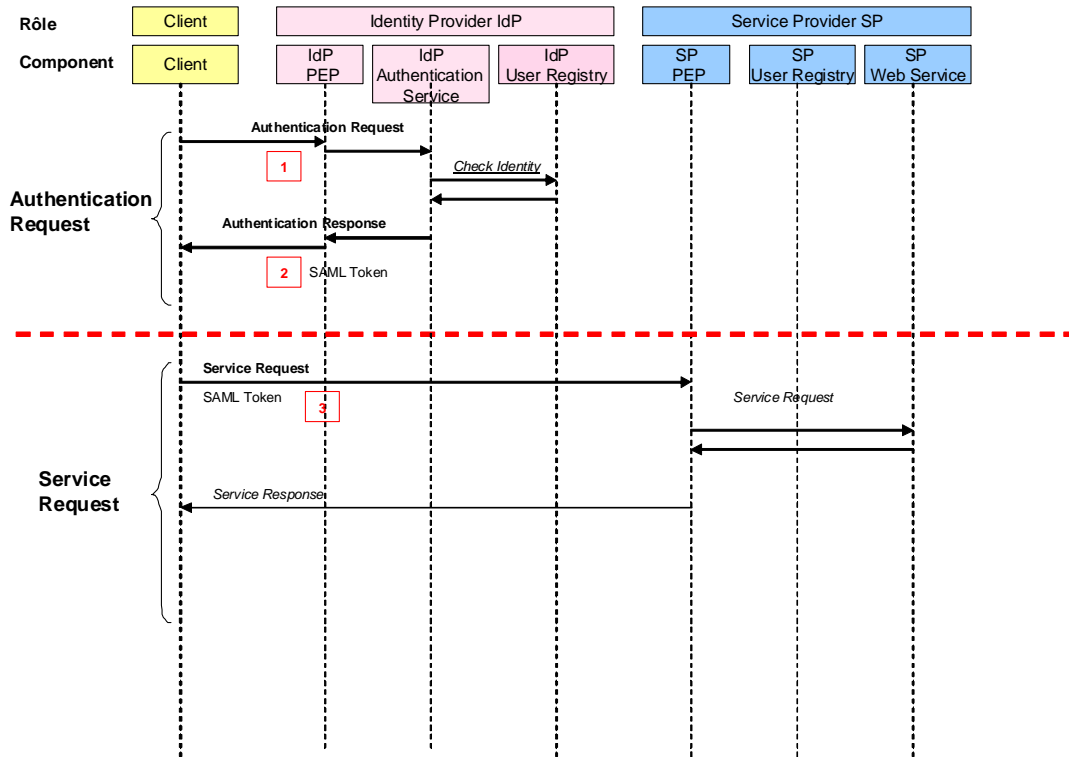 Rôle
Client
Identity Provider IdP
Service Provider SP
Component
Client
IdP
PEP
IdP
Authentication
Service
IdP
User Registry
SP
PEP
SP
User Registry
SP
Web Service
Authentication Request
1
Check Identity
Authentication
Request
Authentication Response
2
SAML Token
Service Request
SAML Token
3
Service Request
Service
Request
Service Response